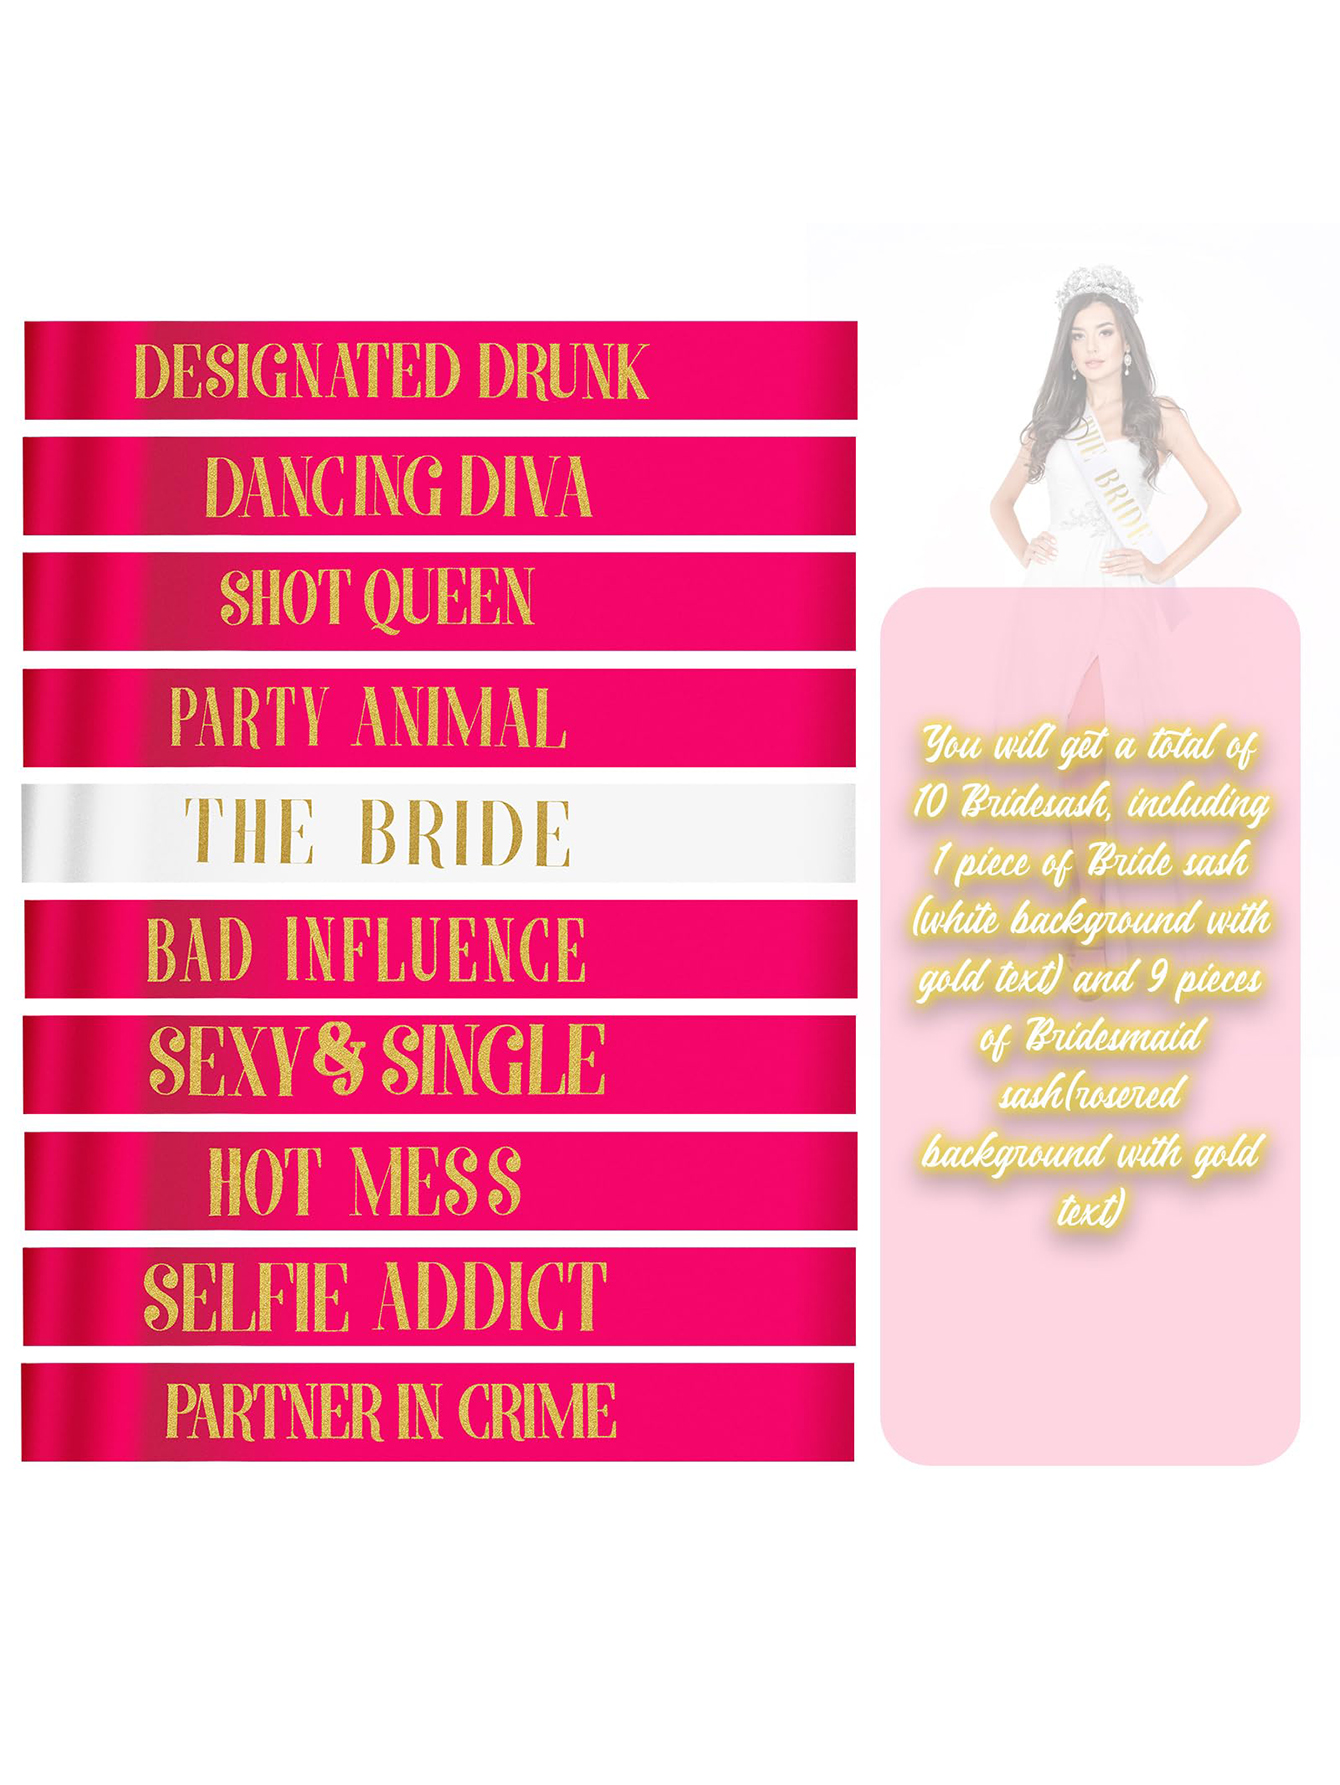 DESIGNATED DRUNK
DANCING DIVA
SHOT QUEEN
PARTY ANIMAL
THE BRIDE
BAD INFLUENCE
SEXY & SINGLE
HOT MESS
SELFIE ADDICT
PARTNER IN CRIME
THE BRIDE
You will get a total of
10 Bridesash, including
1 piece of Bride sash
(white background with
gold text) and 9 pieces
of Bridesmaid
sash(rosered
background with gold
text)